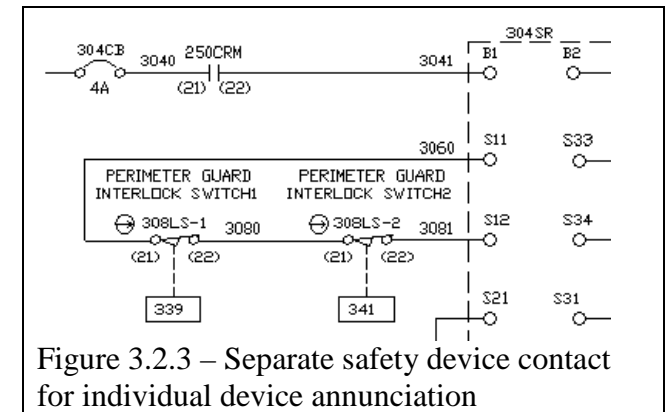 304SR
304CB 3040 250CRM 3041 B1 B2
4A (21) (22)
3060 S11 S33
PERIMETER GUARD PERIMETER GUARD
INTERLOCK SWITCH1 INTERLOCK SWITCH2
308LS-1 3080 308LS-2 3081 S12 S34
(21) (22) (21) (22)
339 341 S21 S31
Figure 3.2.3 – Separate safety device contact
for individual device annunciation